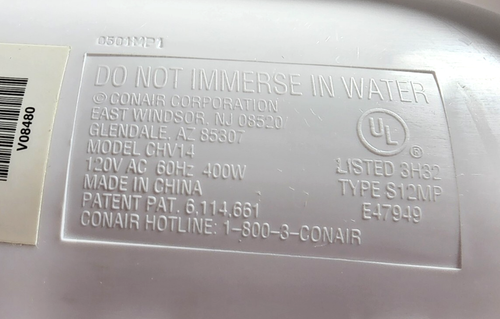 0501MP1
DO NOT IMMERSE IN WATER
© CONAIR CORPORATION
EAST WINDSOR, NJ 08520
GLENDALE, AZ 85307
MODEL CHV14
120V AC 60Hz 400W
MADE IN CHINA
PATENT PAT. 6,114,661
CONAIR HOTLINE: 1-800-3-CONAIR
UL ®
LISTED 3H32
TYPE S12MP
E47949
V08480